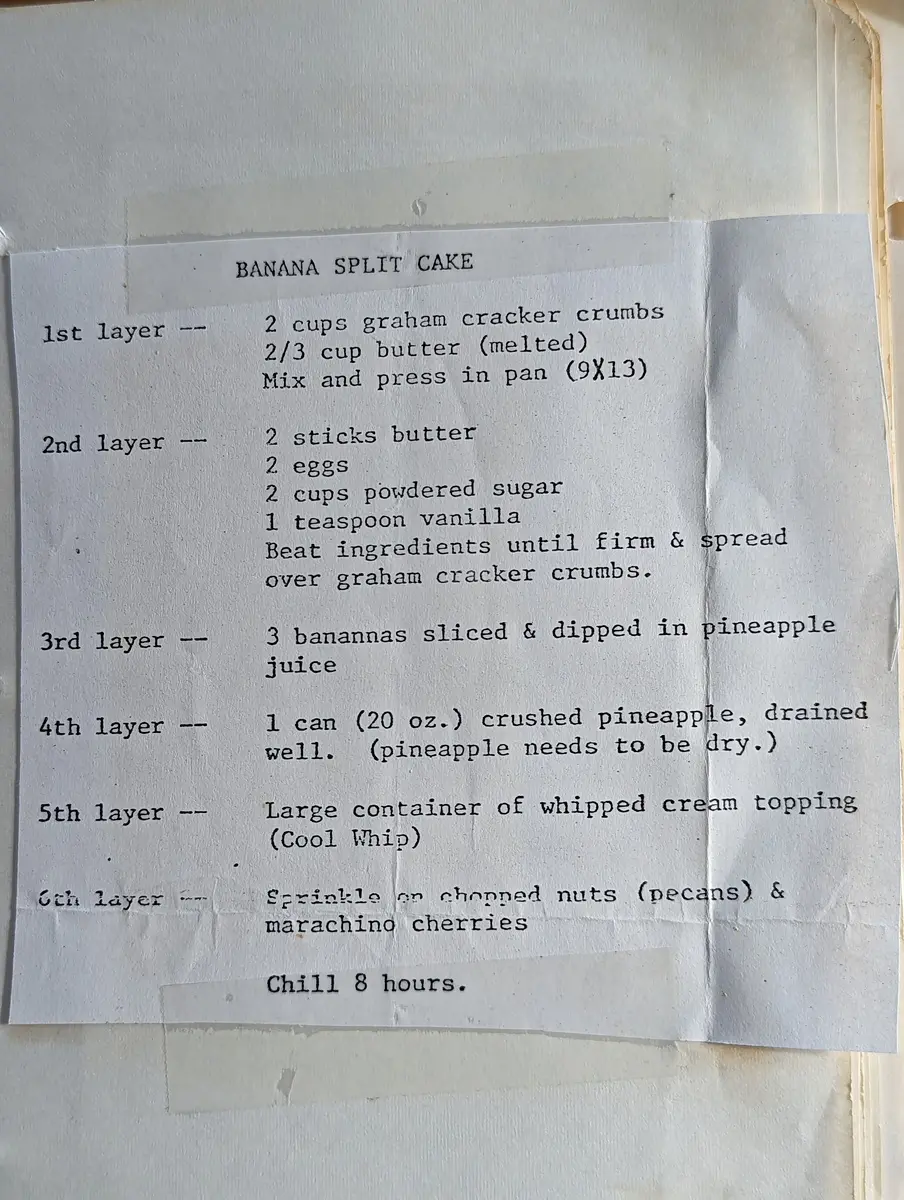 BANANA SPLIT CAKE
1st layer -- 2 cups graham cracker crumbs
2/3 cup butter (melted)
Mix and press in pan (9X13)
2nd layer -- 2 sticks butter
2 eggs
2 cups powdered sugar
1 teaspoon vanilla
Beat ingredients until firm & spread
over graham cracker crumbs.
3rd layer -- 3 banannas sliced & dipped in pineapple
juice
4th layer -- 1 can (20 oz.) crushed pineapple, drained
well. (pineapple needs to be dry.)
5th layer -- Large container of whipped cream topping
(Cool Whip)
6th layer -- Sprinkle on chopped nuts (pecans) &
marachino cherries
Chill 8 hours.